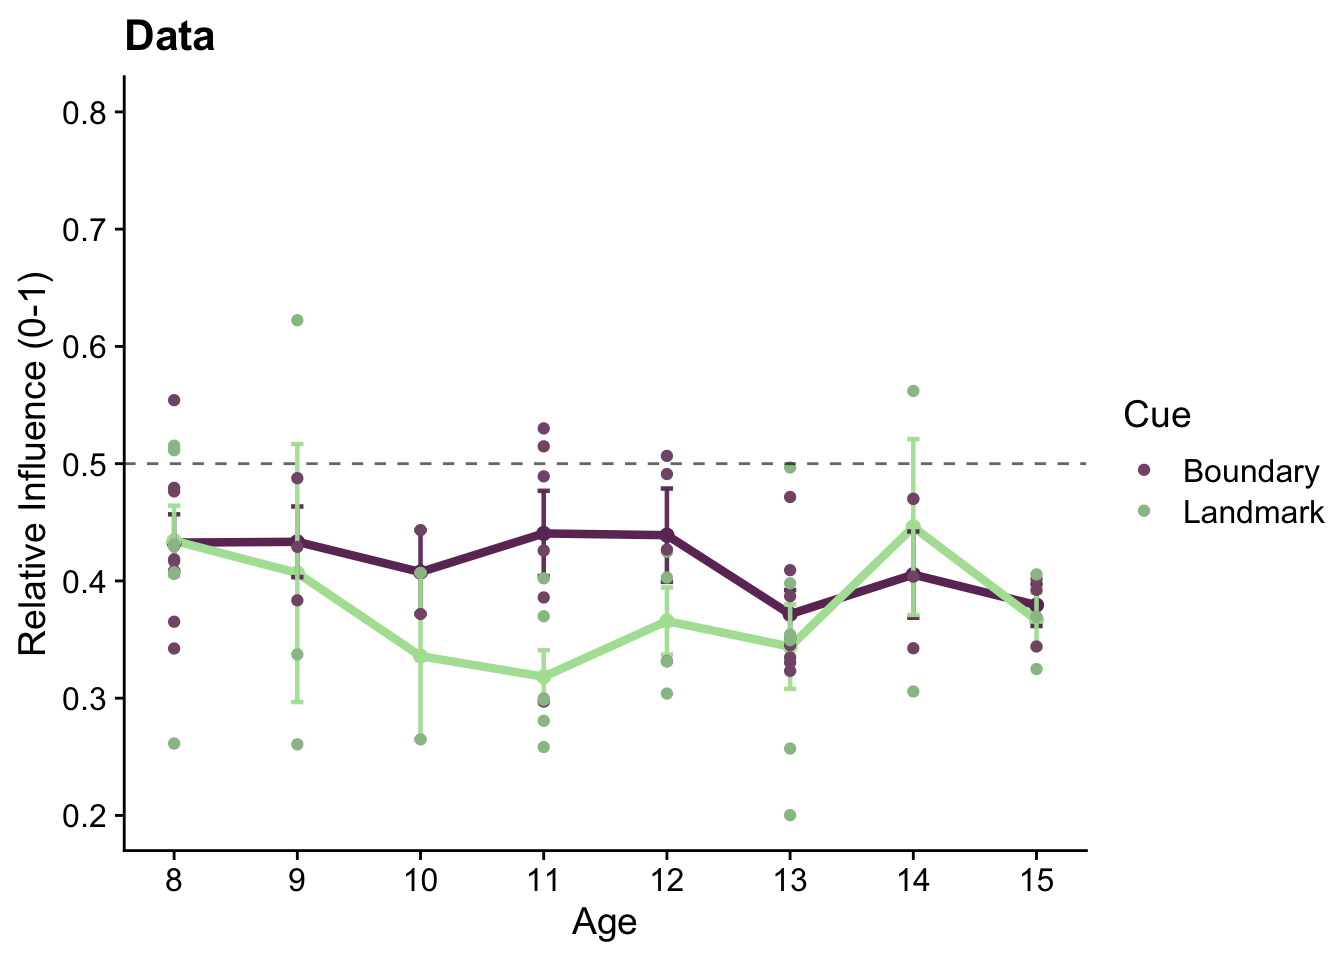 Data
Relative Influence (0-1)
0.8
0.7
0.6
0.5
0.4
0.3
0.2
8 9 10 11 12 13 14 15
Age
Cue
Boundary
Landmark